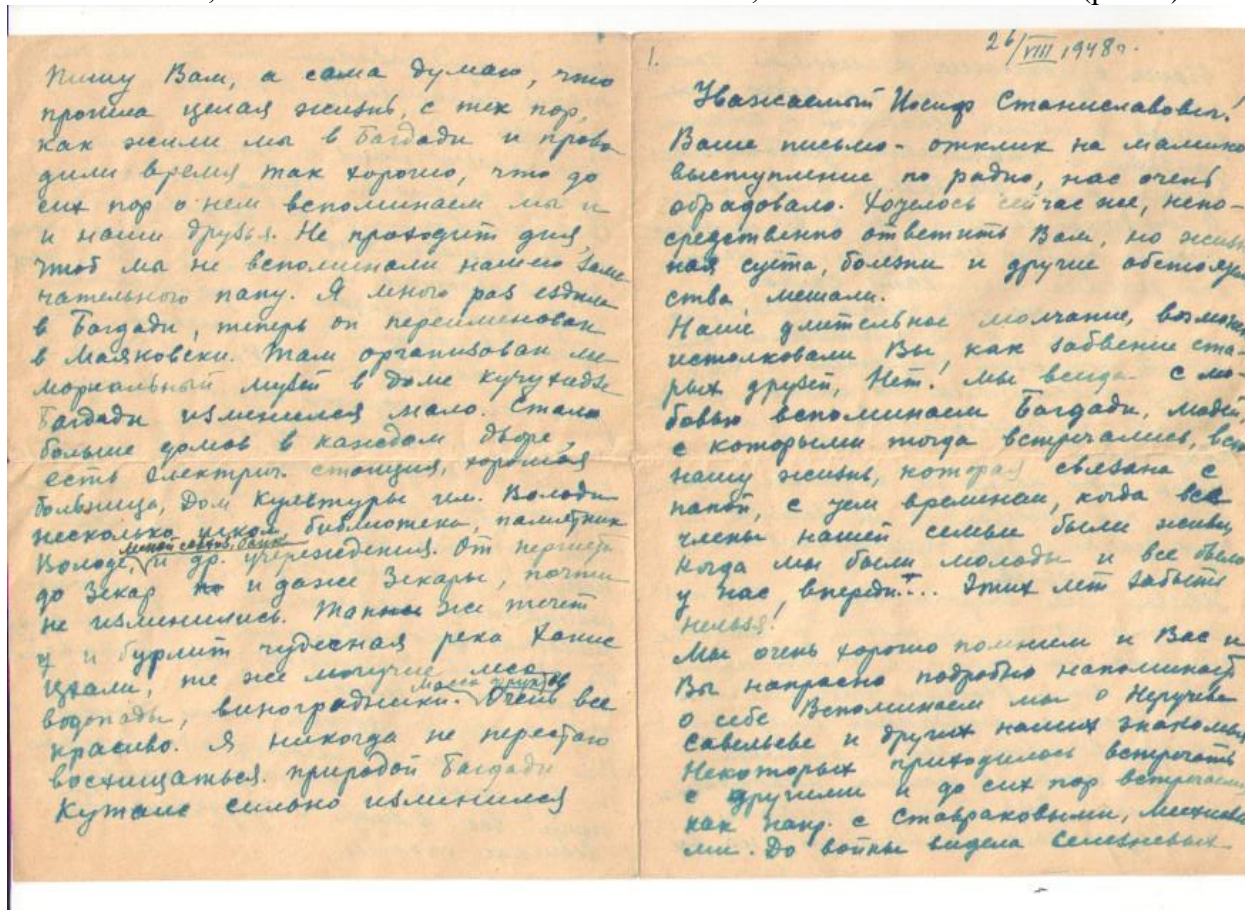 1.
26/VIII 1948г.
Уважаемый Иосиф Станиславович!
Ваше письмо - отклик на мамино
выступление по радио, нас очень
обрадовало. Хотелось сейчас же, непо-
средственно ответить Вам, но жизнен
ная суета, болезни и другие обстоятель
ства мешали.
Наше длительное молчание, возможно
истолковали Вы, как забвение ста-
рых друзей, Нет! Мы всегда с лю-
бовью вспоминаем Багдади, людей,
с которыми тогда встречались, всю
нашу жизнь, которая связана с
папой, с тем временем, когда все
члены нашей семьи были живы,
когда мы были молоды и все было
у нас впереди... Этих лет забыть
нельзя!
Мы очень хорошо помним и Вас и
Вы напрасно подробно напоминаете
о себе Вспоминаем мы о
Савельеве и других наших знакомых
Некоторых приходилось встречать
с другими и до сих пор встречаемся
как напр. с Ставраковыми,
ми. До войны видела Селезневых
Пишу Вам, а сама думаю, что
прошла целая жизнь, с тех пор,
как жили мы в Багдади и прово
дили время так хорошо, что до
сих пор о нем вспоминаем мы и
и наши друзья. Не проходит дня,
чтоб мы не вспоминали нашего заме
чательного папу. Я много раз ездила
в Багдади, теперь он переименован
в Маяковски. Там организован ме-
мориальный музей в доме Кучухидзе
Багдади изменился мало. Стало
больше домов в каждом дворе,
есть электрич. станция, хорошая
больница, Дом культуры им. Володи
несколько школ, библиотека, памятник
Володе, банк и др. учереждения. От
до Зекар и даже Зекары, почти
не изменились. Так же течет
и бурлит чудесная река Ханис
Цхали, те же могучие леса
водопады, виноградники. масса фруктов Очень все
красиво. Я никогда не перестаю
восхищаться природой Багдади
Кутаис сильно изменился